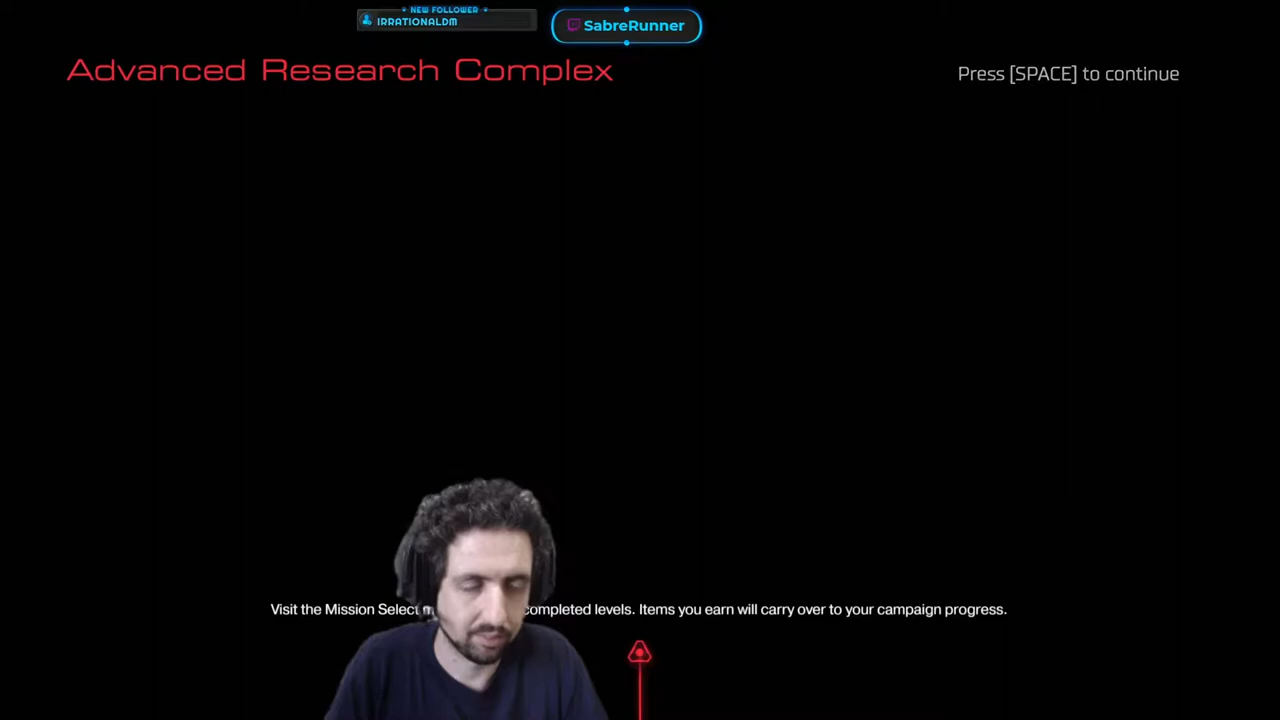 NEW FOLLOWER
IRRATIONALDM
SabreRunner
Advanced Research Complex
Press [SPACE] to continue
Visit the Mission Select completed levels. Items you earn will carry over to your campaign progress.